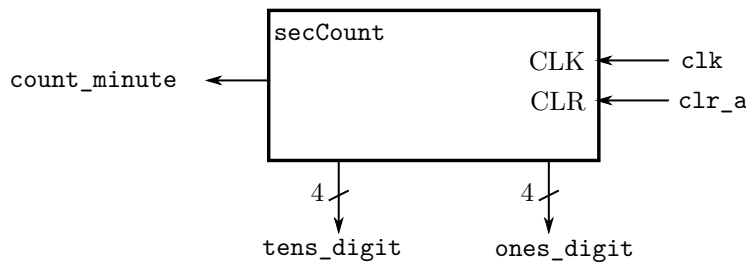 secCount
CLK
clk
count_minute
CLR
clr_a
4
4
tens_digit
ones_digit